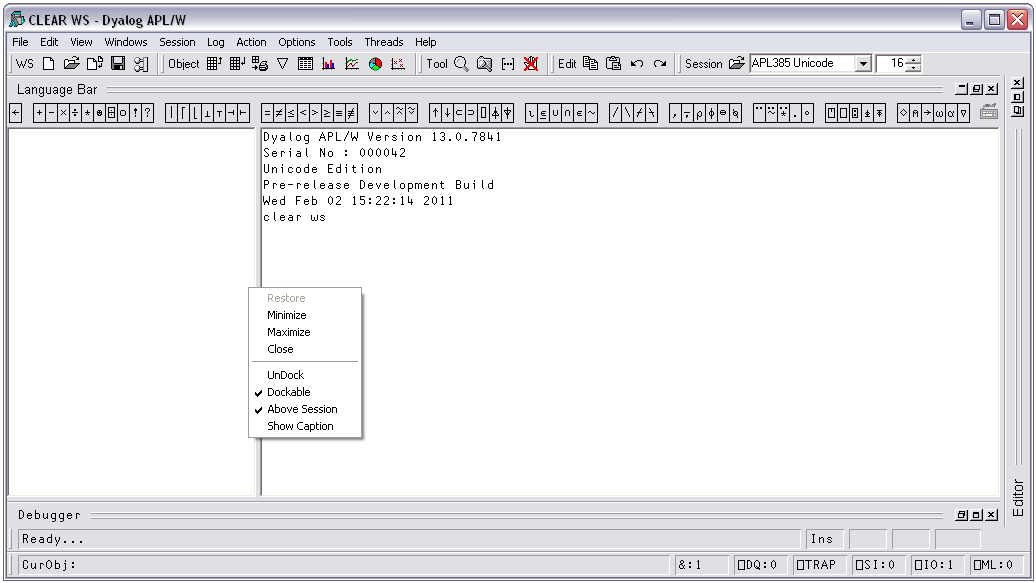 CLEAR WS - Dyalog APL/W
File Edit View Windows Session Log Action Options Tools Threads Help
WS Object Tool Edit Session APL385 Unicode 16
Language Bar
Dyalog APL/W Version 13.0.7841
Serial No : 000042
Unicode Edition
Pre-release Development Build
Wed Feb 02 15:22:14 2011
clear ws
Restore
Minimize
Maximize
Close
UnDock
Dockable
Above Session
Show Caption
Editor
Debugger
Ready... Ins
CurObj: &:1 ⎕DQ:0 ⎕TRAP ⎕SI:0 ⎕IO:1 ⎕ML:0